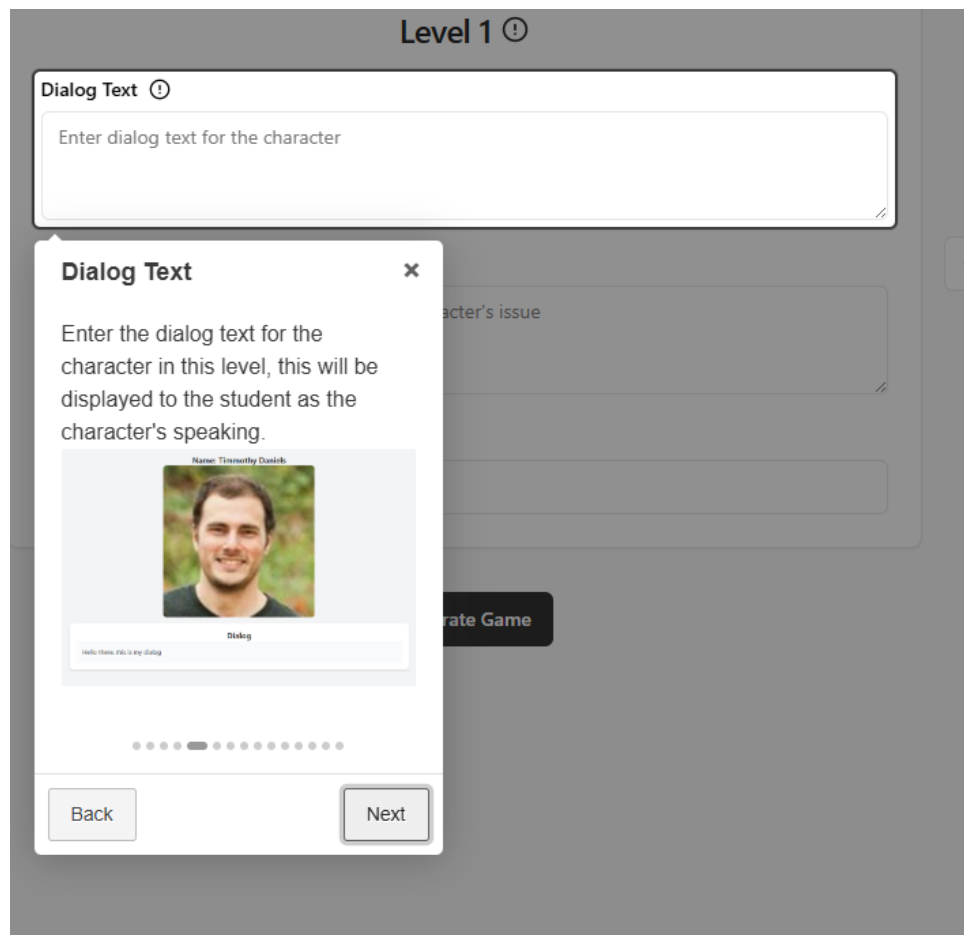 Level 1
Dialog Text
Enter dialog text for the character
Dialog Text
×
Enter the dialog text for the
character in this level, this will be
displayed to the student as the
character's speaking.
Name: Timmothy Daniels
Dialog
Hello there, this is my dialog
acter's issue
rate Game
Back
Next